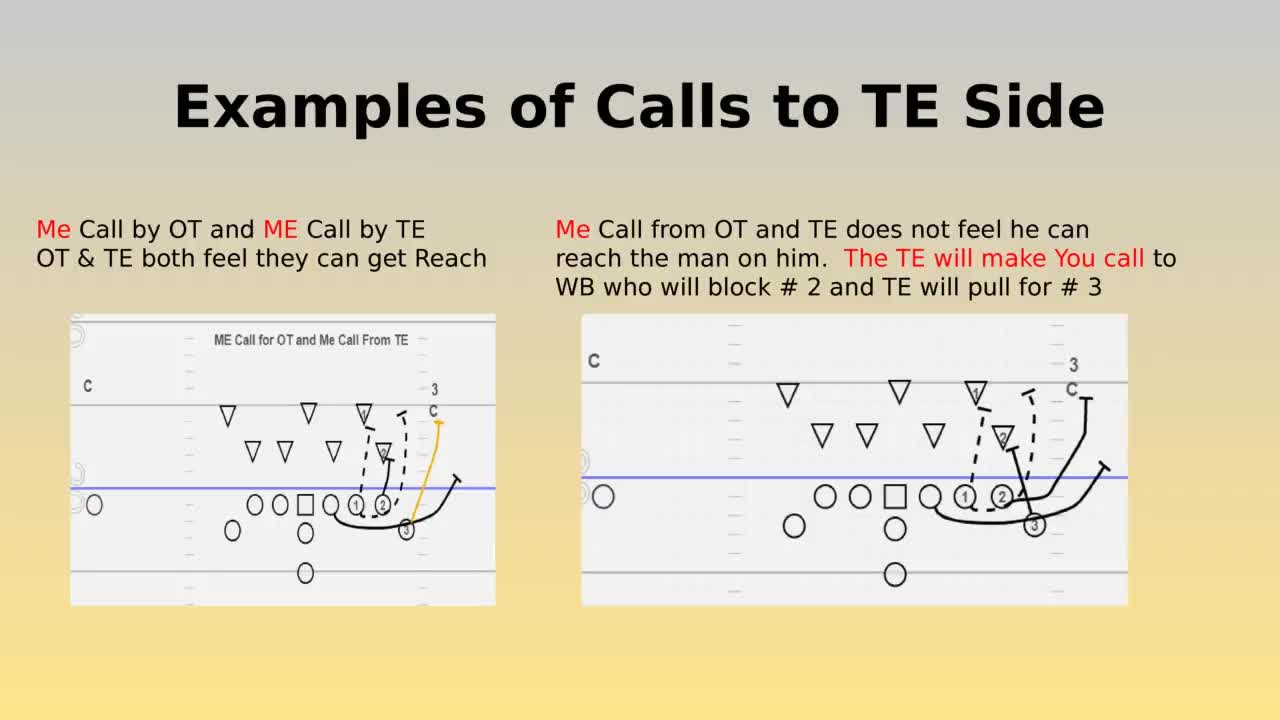 Examples of Calls to TE Side
Me Call by OT and ME Call by TE
OT & TE both feel they can get Reach
Me Call from OT and TE does not feel he can
reach the man on him. The TE will make You call to
WB who will block # 2 and TE will pull for # 3
ME Call for OT and Me Call From TE
C
3
C
1
2
1
2
3
C
3
C
1
2
1
2
3